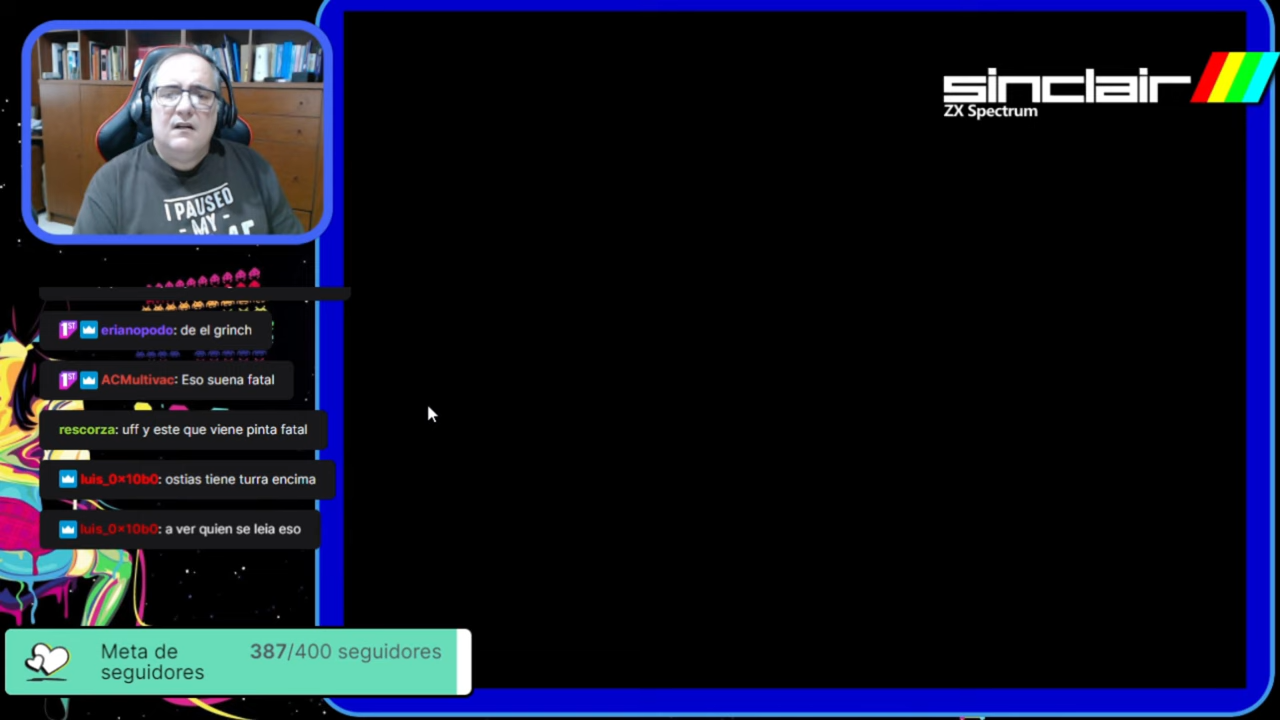 sinclair
ZX Spectrum
I PAUSED
- MY -
erianopodo: de el grinch
ACMultivac: Eso suena fatal
rescorza: uff y este que viene pinta fatal
luis_0x10b0: ostias tiene turra encima
luis_0x10b0: a ver quien se leia eso
Meta de
seguidores
387/400 seguidores